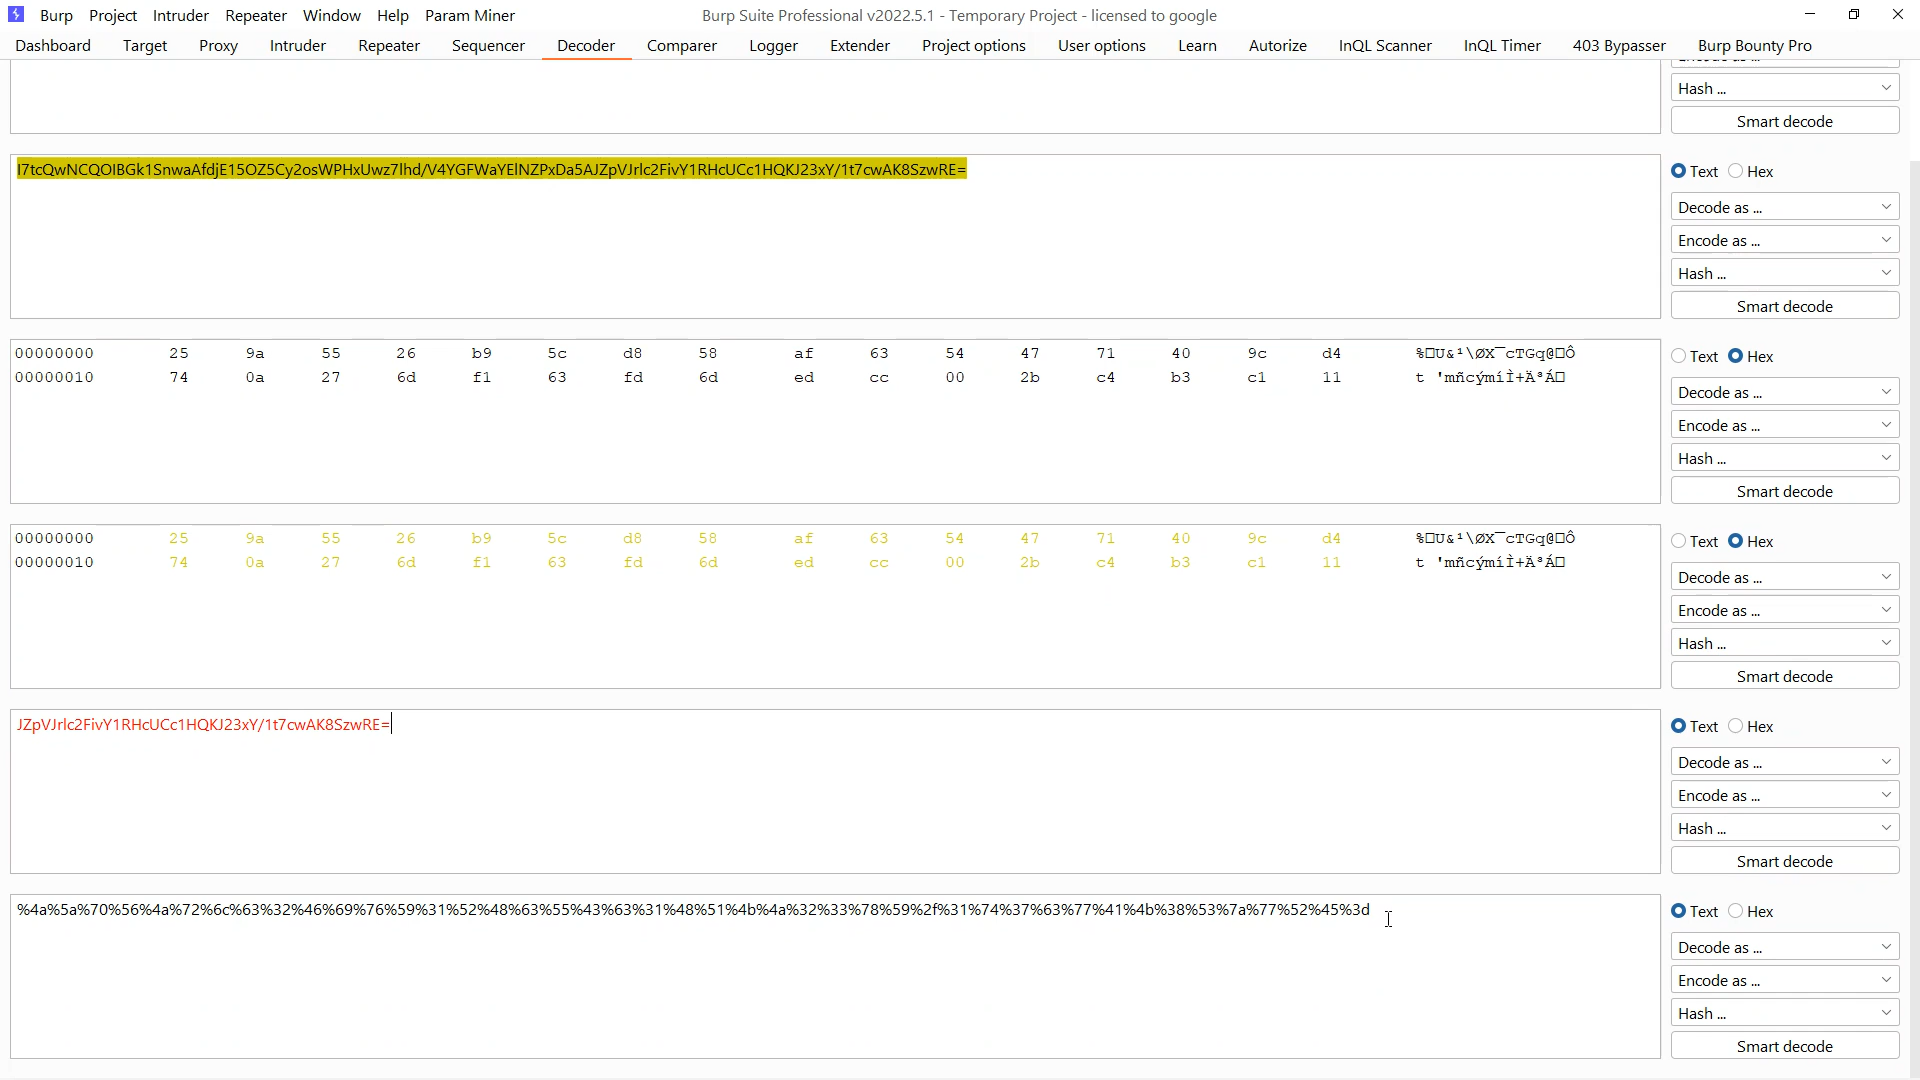 Burp Project Intruder Repeater Window Help Param Miner Burp Suite Professional v2022.5.1 - Temporary Project - licensed to google
Dashboard Target Proxy Intruder Repeater Sequencer Decoder Comparer Logger Extender Project options User options Learn Autorize InQL Scanner InQL Timer 403 Bypasser Burp Bounty Pro
Hash ...
Smart decode
I7tcQwNCQOIBGk1SnwaAfdjE15OZ5Cy2osWPHxUwz7lhd/V4YGFWaYElNZPxDa5AJZpVJrlc2FivY1RHcUCc1HQKJ23xY/1t7cwAK8SzwRE=
Text Hex
Decode as ...
Encode as ...
Hash ...
Smart decode
00000000 25 9a 55 26 b9 5c d8 58 af 63 54 47 71 40 9c d4 %□U&¹\ØX¯cTGq@□Ô
00000010 74 0a 27 6d f1 63 fd 6d ed cc 00 2b c4 b3 c1 11 t 'mñcýmíÌ+Ä³Á□
Text Hex
Decode as ...
Encode as ...
Hash ...
Smart decode
00000000 25 9a 55 26 b9 5c d8 58 af 63 54 47 71 40 9c d4 %□U&¹\ØX¯cTGq@□Ô
00000010 74 0a 27 6d f1 63 fd 6d ed cc 00 2b c4 b3 c1 11 t 'mñcýmíÌ+Ä³Á□
Text Hex
Decode as ...
Encode as ...
Hash ...
Smart decode
JZpVJrlc2FivY1RHcUCc1HQKJ23xY/1t7cwAK8SzwRE=
Text Hex
Decode as ...
Encode as ...
Hash ...
Smart decode
%4a%5a%70%56%4a%72%6c%63%32%46%69%76%59%31%52%48%63%55%43%63%31%48%51%4b%4a%32%33%78%59%2f%31%74%37%63%77%41%4b%38%53%7a%77%52%45%3d
Text Hex
Decode as ...
Encode as ...
Hash ...
Smart decode